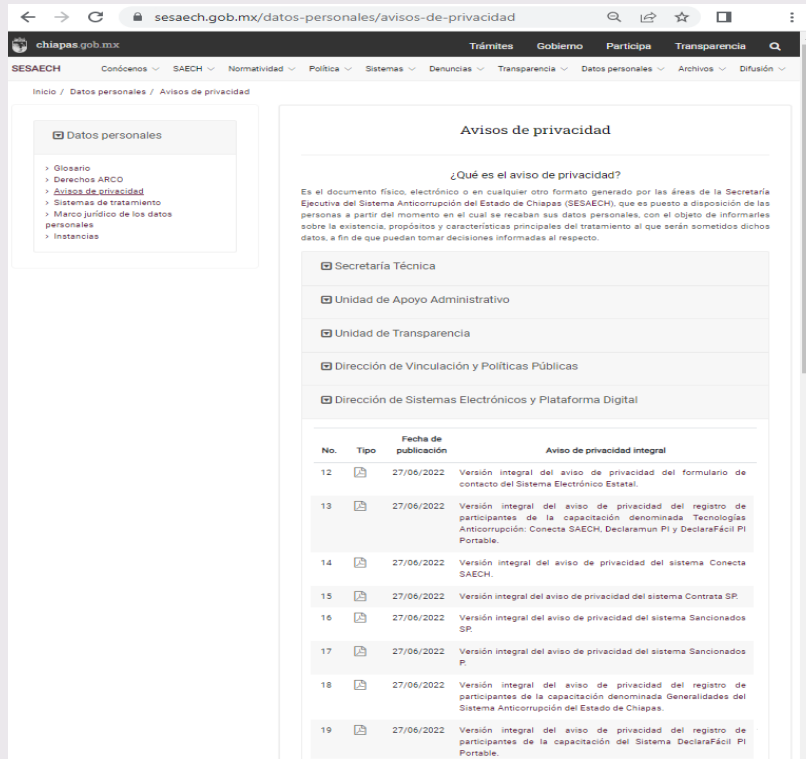 sesaech.gob.mx/datos-personales/avisos-de-privacidad
chiapas.gob.mx
Trámites Gobierno Participa Transparencia
SESAECH Conócenos SAECH Normatividad Política Sistemas Denuncias Transparencia Datos personales Archivos Difusión
Inicio / Datos personales / Avisos de privacidad
Datos personales
> Glosario
> Derechos ARCO
> Avisos de privacidad
> Sistemas de tratamiento
> Marco jurídico de los datos
personales
> Instancias
Avisos de privacidad
¿Qué es el aviso de privacidad?
Es el documento físico, electrónico o en cualquier otro formato generado por las áreas de la Secretaría
Ejecutiva del Sistema Anticorrupción del Estado de Chiapas (SESAECH), que es puesto a disposición de las
personas a partir del momento en el cual se recaban sus datos personales, con el objeto de informarles
sobre la existencia, propósitos y características principales del tratamiento al que serán sometidos dichos
datos, a fin de que puedan tomar decisiones informadas al respecto.
Secretaría Técnica
Unidad de Apoyo Administrativo
Unidad de Transparencia
Dirección de Vinculación y Políticas Públicas
Dirección de Sistemas Electrónicos y Plataforma Digital
Fecha de
No. Tipo publicación Aviso de privacidad integral
12 27/06/2022 Versión integral del aviso de privacidad del formulario de
contacto del Sistema Electrónico Estatal.
13 27/06/2022 Versión integral del aviso de privacidad del registro de
participantes de la capacitación denominada Tecnologías
Anticorrupción: Conecta SAECH, Declaramun PI y DeclaraFácil PI
Portable.
14 27/06/2022 Versión integral del aviso de privacidad del sistema Conecta
SAECH.
15 27/06/2022 Versión integral del aviso de privacidad del sistema Contrata SP.
16 27/06/2022 Versión integral del aviso de privacidad del sistema Sancionados
SP.
17 27/06/2022 Versión integral del aviso de privacidad del sistema Sancionados
P.
18 27/06/2022 Versión integral del aviso de privacidad del registro de
participantes de la capacitación denominada Generalidades del
Sistema Anticorrupción del Estado de Chiapas.
19 27/06/2022 Versión integral del aviso de privacidad del registro de
participantes de la capacitación del Sistema DeclaraFácil PI
Portable.